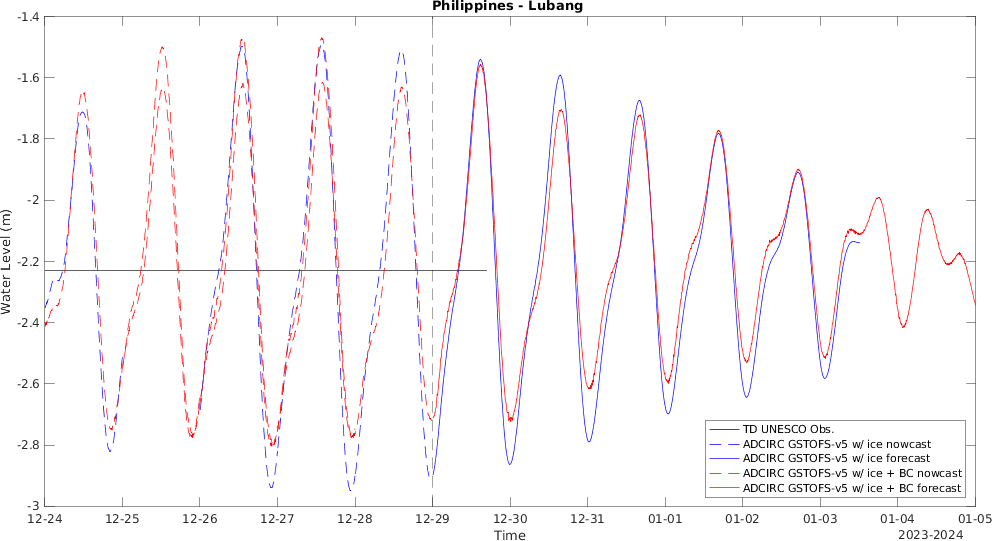 Philippines - Lubang
-1.4
-1.6
-1.8
-2
-2.2
-2.4
-2.6
-2.8
-3
Water Level (m)
12-24 12-25 12-26 12-27 12-28 12-29 12-30 12-31 01-01 01-02 01-03 01-04 01-05
Time
2023-2024
TD UNESCO Obs.
ADCIRC GSTOFS-v5 w/ ice nowcast
ADCIRC GSTOFS-v5 w/ ice forecast
ADCIRC GSTOFS-v5 w/ ice + BC nowcast
ADCIRC GSTOFS-v5 w/ ice + BC forecast